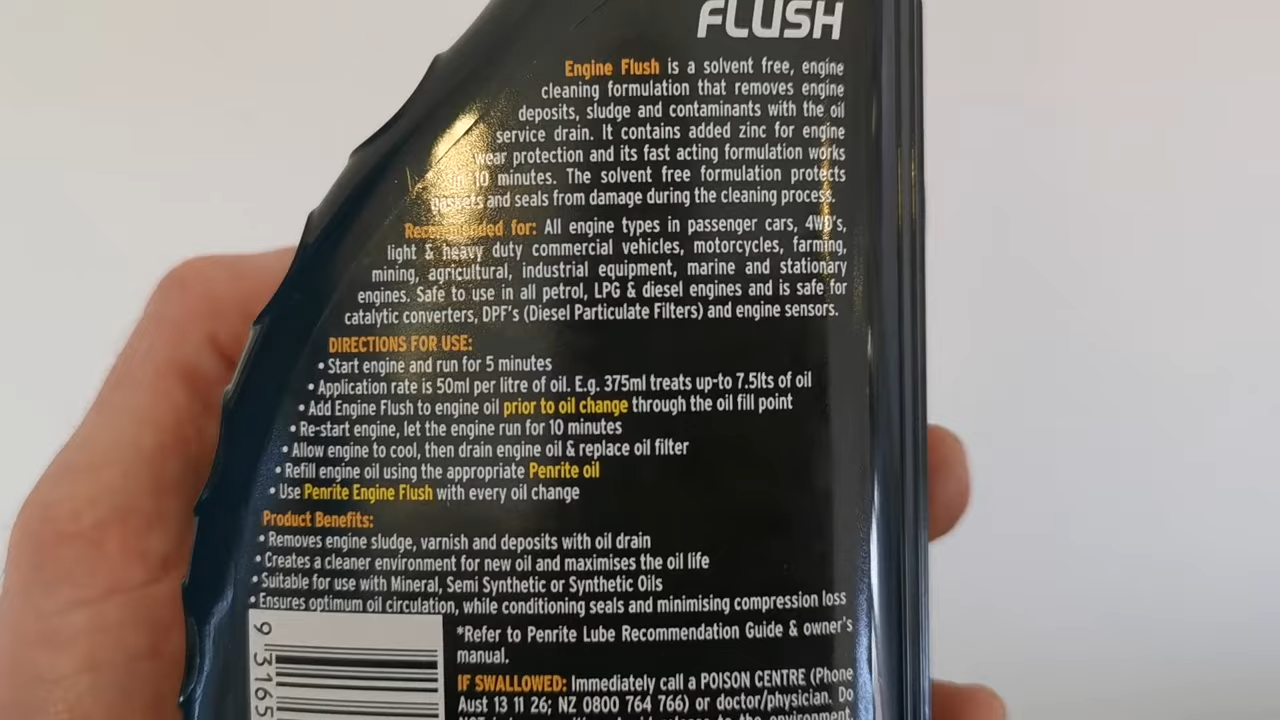 FLUSH
Engine Flush is a solvent free, engine
cleaning formulation that removes engine
deposits, sludge and contaminants with the oil
service drain. It contains added zinc for engine
wear protection and its fast acting formulation works
in 10 minutes. The solvent free formulation protects
gaskets and seals from damage during the cleaning process.
Recommended for: All engine types in passenger cars, 4WD's,
light & heavy duty commercial vehicles, motorcycles, farming,
mining, agricultural, industrial equipment, marine and stationary
engines. Safe to use in all petrol, LPG & diesel engines and is safe for
catalytic converters, DPF's (Diesel Particulate Filters) and engine sensors.
DIRECTIONS FOR USE:
• Start engine and run for 5 minutes
• Application rate is 50ml per litre of oil. E.g. 375ml treats up-to 7.5lts of oil
• Add Engine Flush to engine oil prior to oil change through the oil fill point
• Re-start engine, let the engine run for 10 minutes
• Allow engine to cool, then drain engine oil & replace oil filter
• Refill engine oil using the appropriate Penrite oil
• Use Penrite Engine Flush with every oil change
Product Benefits:
• Removes engine sludge, varnish and deposits with oil drain
• Creates a cleaner environment for new oil and maximises the oil life
• Suitable for use with Mineral, Semi Synthetic or Synthetic Oils
• Ensures optimum oil circulation, while conditioning seals and minimising compression loss
*Refer to Penrite Lube Recommendation Guide & owner's
manual.
IF SWALLOWED: Immediately call a POISON CENTRE (Phone
Aust 13 11 26; NZ 0800 764 766) or doctor/physician. Do
to the environment.
9 3165